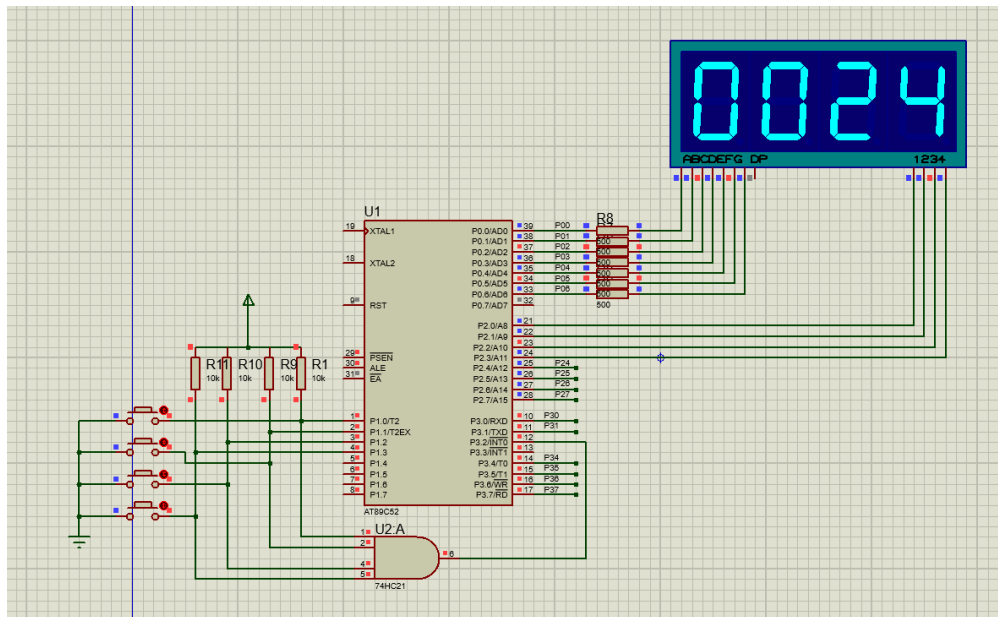 0024
ABCDEFG DP 1234
U1
R8
19 XTAL1
18 XTAL2
9 RST
29 PSEN
30 ALE
31 EA
1 P1.0/T2
2 P1.1/T2EX
3 P1.2
4 P1.3
5 P1.4
6 P1.5
7 P1.6
8 P1.7
P0.0/AD0 39 P00
P0.1/AD1 38 P01
P0.2/AD2 37 P02
P0.3/AD3 36 P03
P0.4/AD4 35 P04
P0.5/AD5 34 P05
P0.6/AD6 33 P06
P0.7/AD7 32
500
500
500
500
500
500
P2.0/A8 21
P2.1/A9 22
P2.2/A10 23
P2.3/A11 24
P2.4/A12 25 P24
P2.5/A13 26 P25
P2.6/A14 27 P26
P2.7/A15 28 P27
P3.0/RXD 10 P30
P3.1/TXD 11 P31
P3.2/INT0 12
P3.3/INT1 13
P3.4/T0 14 P34
P3.5/T1 15 P35
P3.6/WR 16 P36
P3.7/RD 17 P37
AT89C52
R11 R10 R9 R1
10k 10k 10k 10k
U2:A
1
2
4
5
6
74HC21